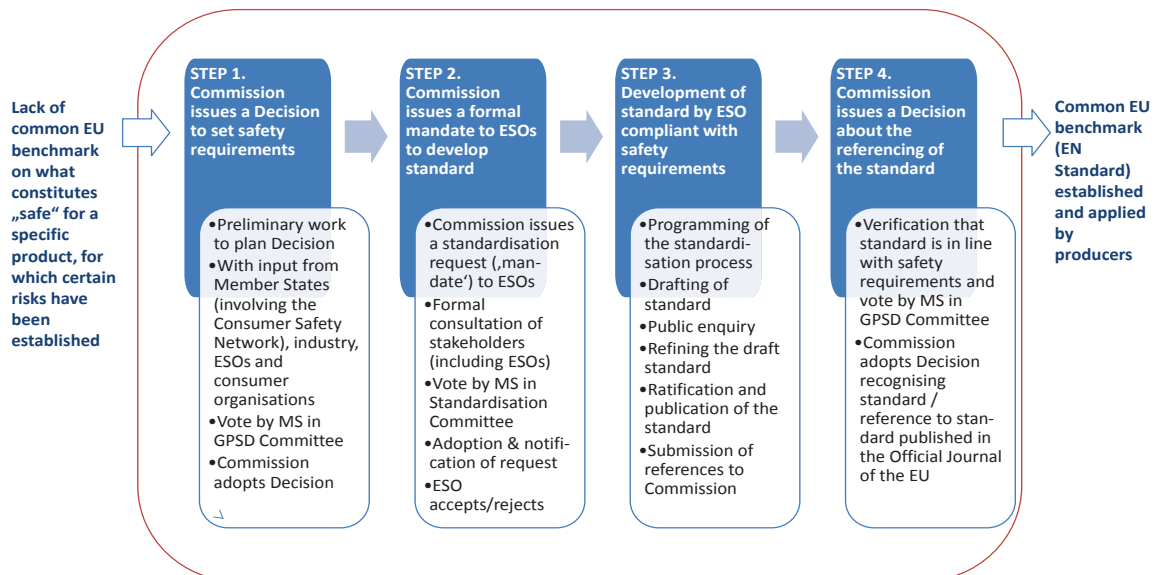 Lack of
common EU
benchmark
on what
constitutes
„safe“ for a
specific
product, for
which certain
risks have
been
established
STEP 1.
Commission
issues a Decision
to set safety
requirements
•Preliminary work
to plan Decision
•With input from
Member States
(involving the
Consumer Safety
Network), industry,
ESOs and
consumer
organisations
•Vote by MS in
GPSD Committee
•Commission
adopts Decision
STEP 2.
Commission
issues a formal
mandate to ESOs
to develop
standard
•Commission issues
a standardisation
request (‚man-
date‘) to ESOs
•Formal
consultation of
stakeholders
(including ESOs)
•Vote by MS in
Standardisation
Committee
•Adoption & notifi-
cation of request
•ESO
accepts/rejects
STEP 3.
Development of
standard by ESO
compliant with
safety
requirements
•Programming of
the standardi-
sation process
•Drafting of
standard
•Public enquiry
•Refining the draft
standard
•Ratification and
publication of the
standard
•Submission of
references to
Commission
STEP 4.
Commission
issues a Decision
about the
referencing of
the standard
•Verification that
standard is in line
with safety
requirements and
vote by MS in
GPSD Committee
•Commission
adopts Decision
recognising
standard /
reference to stan-
dard published in
the Official Journal
of the EU
Common EU
benchmark
(EN
Standard)
established
and applied
by
producers